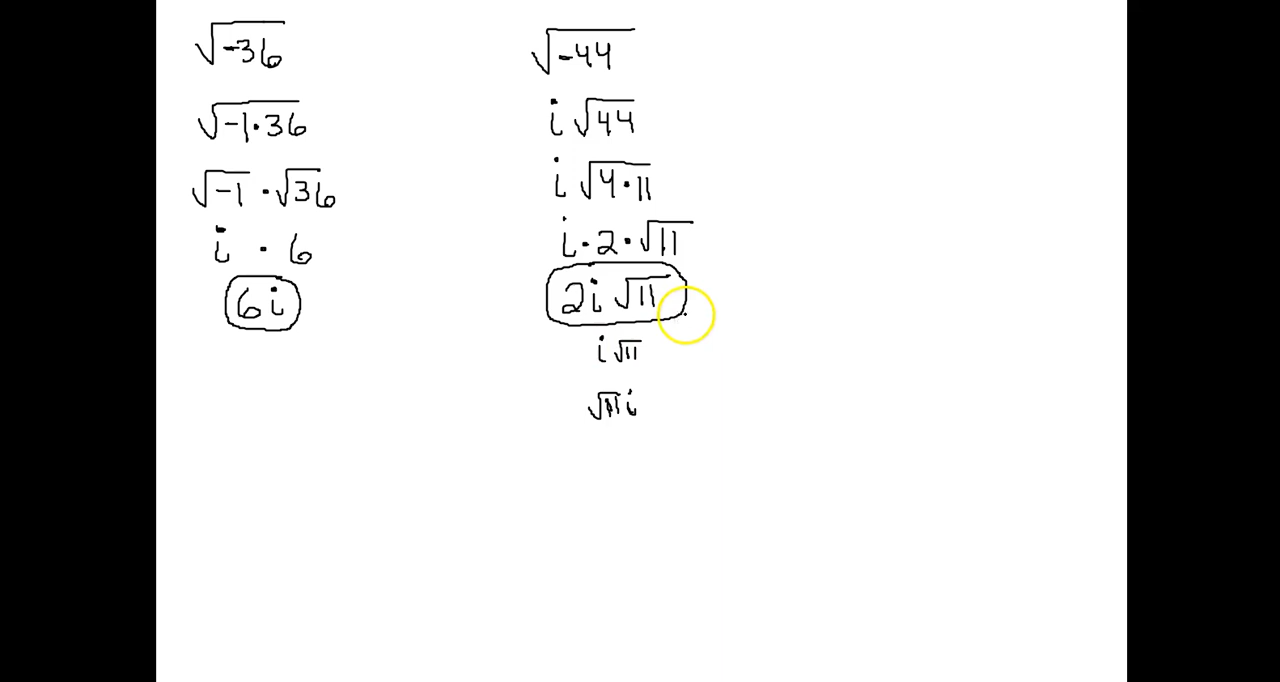 √-36
√-1·36
√-1 · √36
i · 6
6i
√-44
i √44
i √4·11
i·2·√11
2i √11
i √11
√11 i